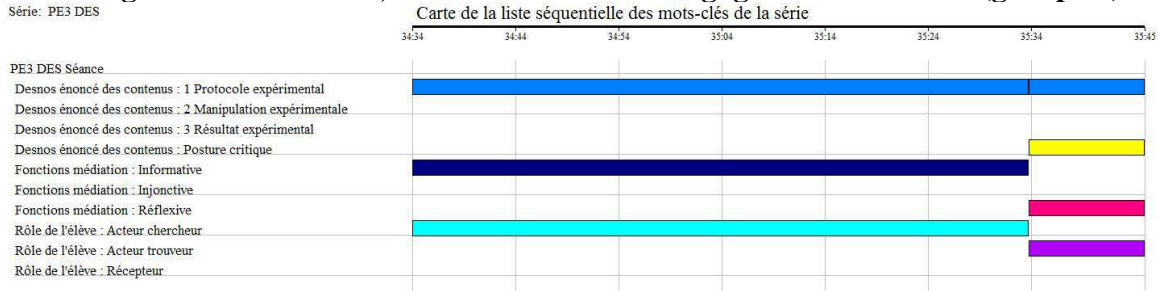 Série: PE3 DES
Carte de la liste séquentielle des mots-clés de la série
34:34 34:44 34:54 35:04 35:14 35:24 35:34 35:45
PE3 DES Séance
Desnos énoncé des contenus : 1 Protocole expérimental
Desnos énoncé des contenus : 2 Manipulation expérimentale
Desnos énoncé des contenus : 3 Résultat expérimental
Desnos énoncé des contenus : Posture critique
Fonctions médiation : Informative
Fonctions médiation : Injonctive
Fonctions médiation : Réflexive
Rôle de l'élève : Acteur chercheur
Rôle de l'élève : Acteur trouveur
Rôle de l'élève : Récepteur